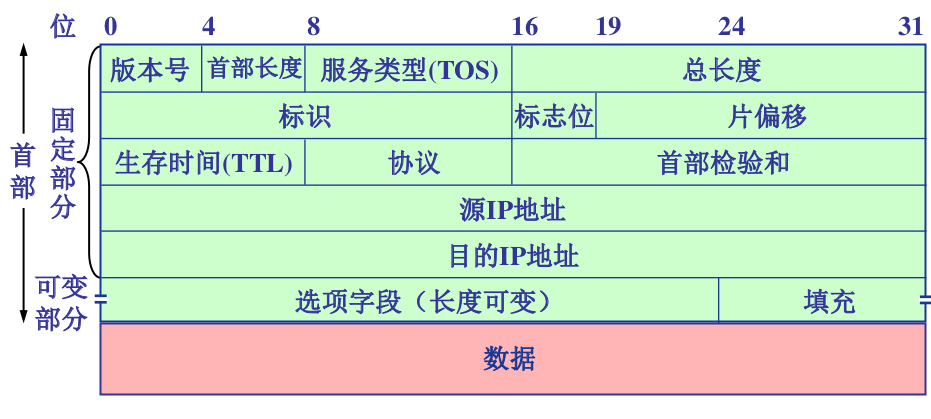 位 0 4 8 16 19 24 31
版本号 首部长度 服务类型(TOS) 总长度
标识 标志位 片偏移
生存时间(TTL) 协议 首部检验和
源IP地址
目的IP地址
选项字段（长度可变） 填充
数据
首部
固定部分
可变
部分